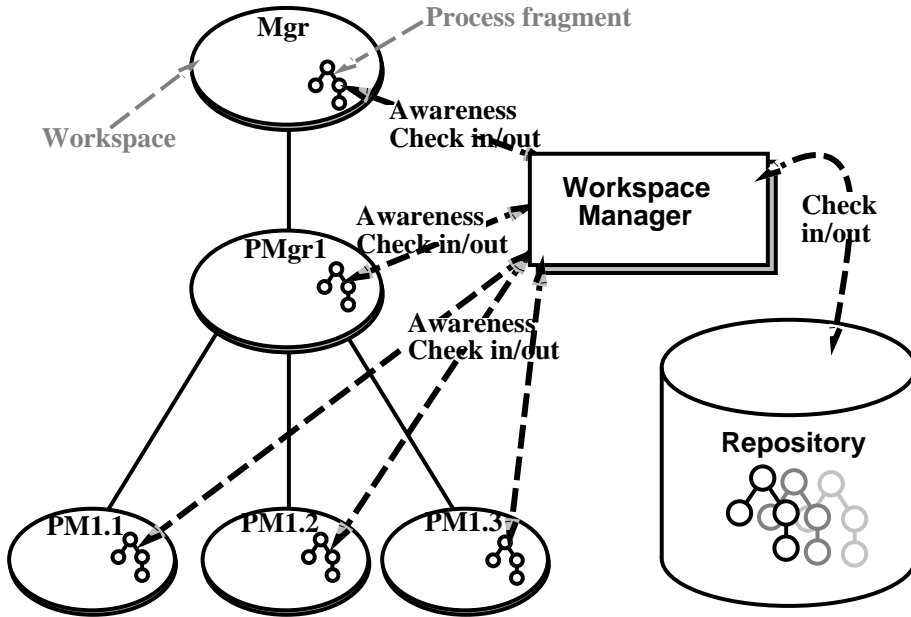 Mgr
Process fragment
Workspace
Awareness
Check in/out
Workspace
Manager
Check
in/out
PMgr1
Awareness
Check in/out
Awareness
Check in/out
Repository
PM1.1
PM1.2
PM1.3